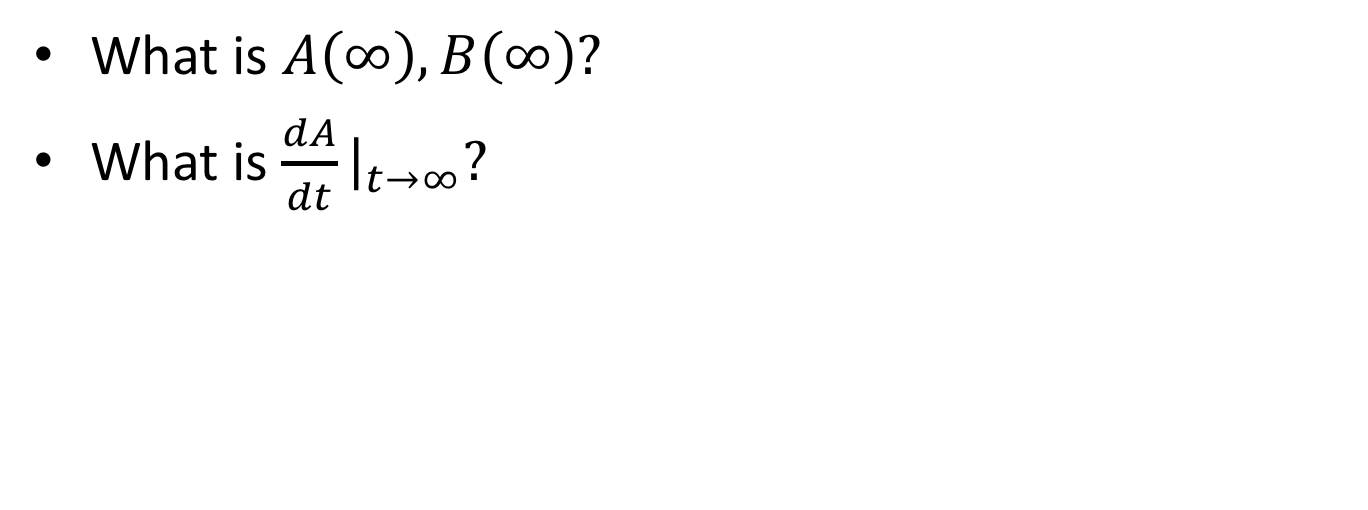 • What is A(∞), B(∞)?
• What is dA/dt |t→∞?